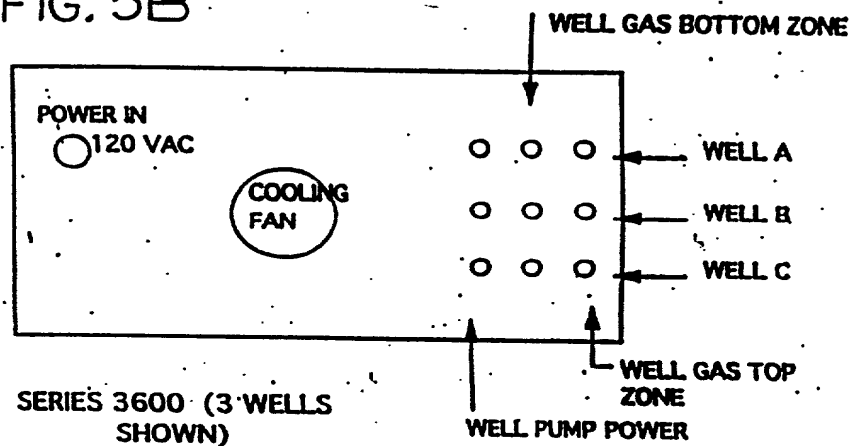 FIG. 5B
WELL GAS BOTTOM ZONE
POWER IN
120 VAC
COOLING
FAN
WELL A
WELL B
WELL C
WELL GAS TOP
ZONE
WELL PUMP POWER
SERIES 3600 (3 WELLS
SHOWN)